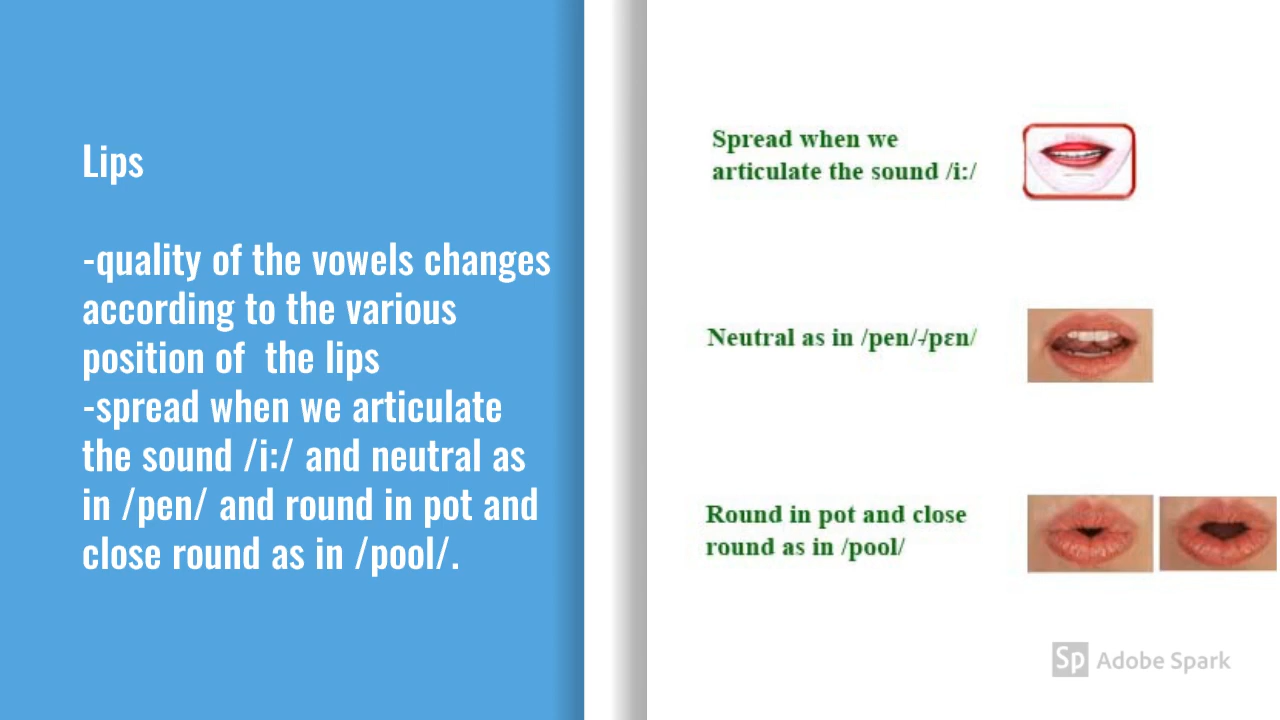 Lips
-quality of the vowels changes
according to the various
position of  the lips
-spread when we articulate
the sound /i:/ and neutral as
in /pen/ and round in pot and
close round as in /pool/.
Spread when we
articulate the sound /i:/
Neutral as in /pen/-/pɛn/
Round in pot and close
round as in /pool/
Sp Adobe Spark